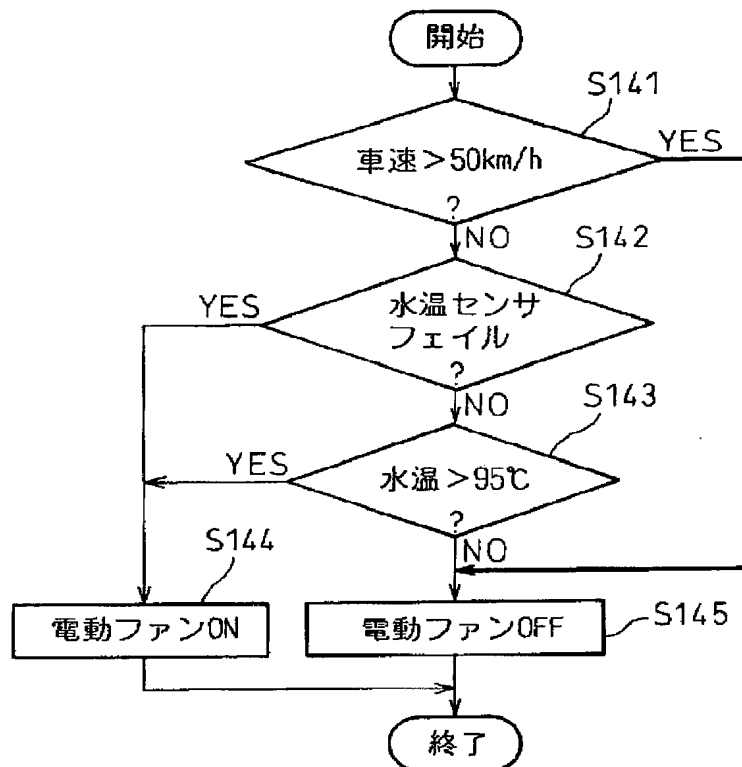 開始
S141
車速＞50km/h
?
YES
NO
S142
水温センサ
フェイル
?
YES
NO
S143
水温＞95℃
?
YES
NO
S144
電動ファンON
電動ファンOFF
S145
終了